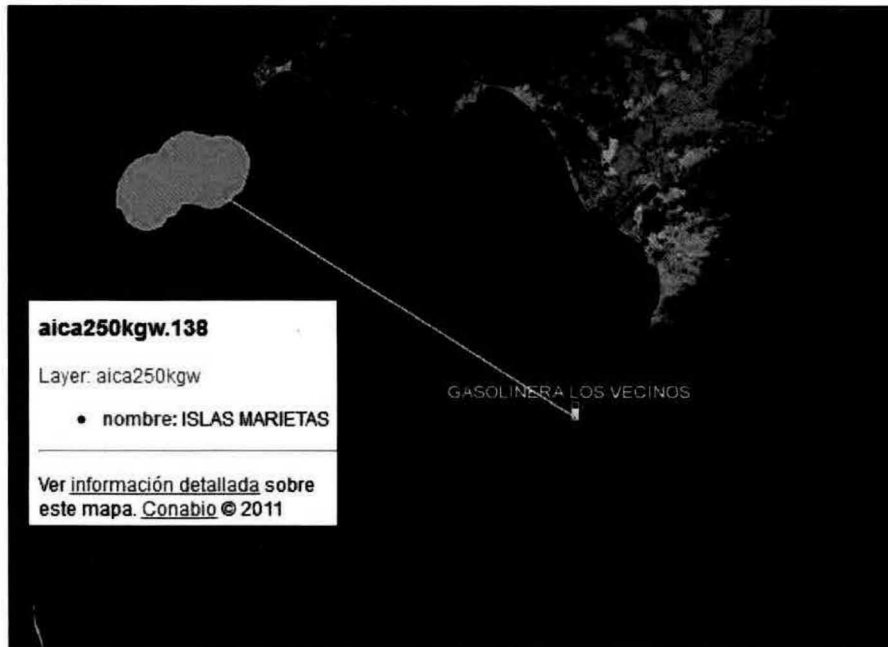 GASOLINERA LOS VECINOS
aica250kgw.138
Layer: aica250kgw
• nombre: ISLAS MARIETAS
Ver información detallada sobre
este mapa. Conabio © 2011